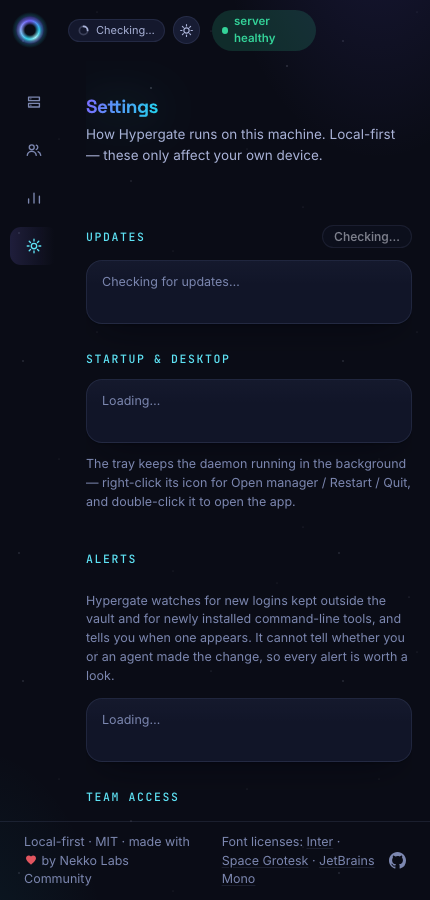 Checking...
server
healthy
Settings
How Hypergate runs on this machine. Local-first
— these only affect your own device.
UPDATES
Checking...
Checking for updates...
STARTUP & DESKTOP
Loading...
The tray keeps the daemon running in the background
— right-click its icon for Open manager / Restart / Quit,
and double-click it to open the app.
ALERTS
Hypergate watches for new logins kept outside the
vault and for newly installed command-line tools, and
tells you when one appears. It cannot tell whether you
or an agent made the change, so every alert is worth a
look.
Loading...
TEAM ACCESS
Local-first · MIT · made with
by Nekko Labs
Community
Font licenses: Inter ·
Space Grotesk · JetBrains
Mono